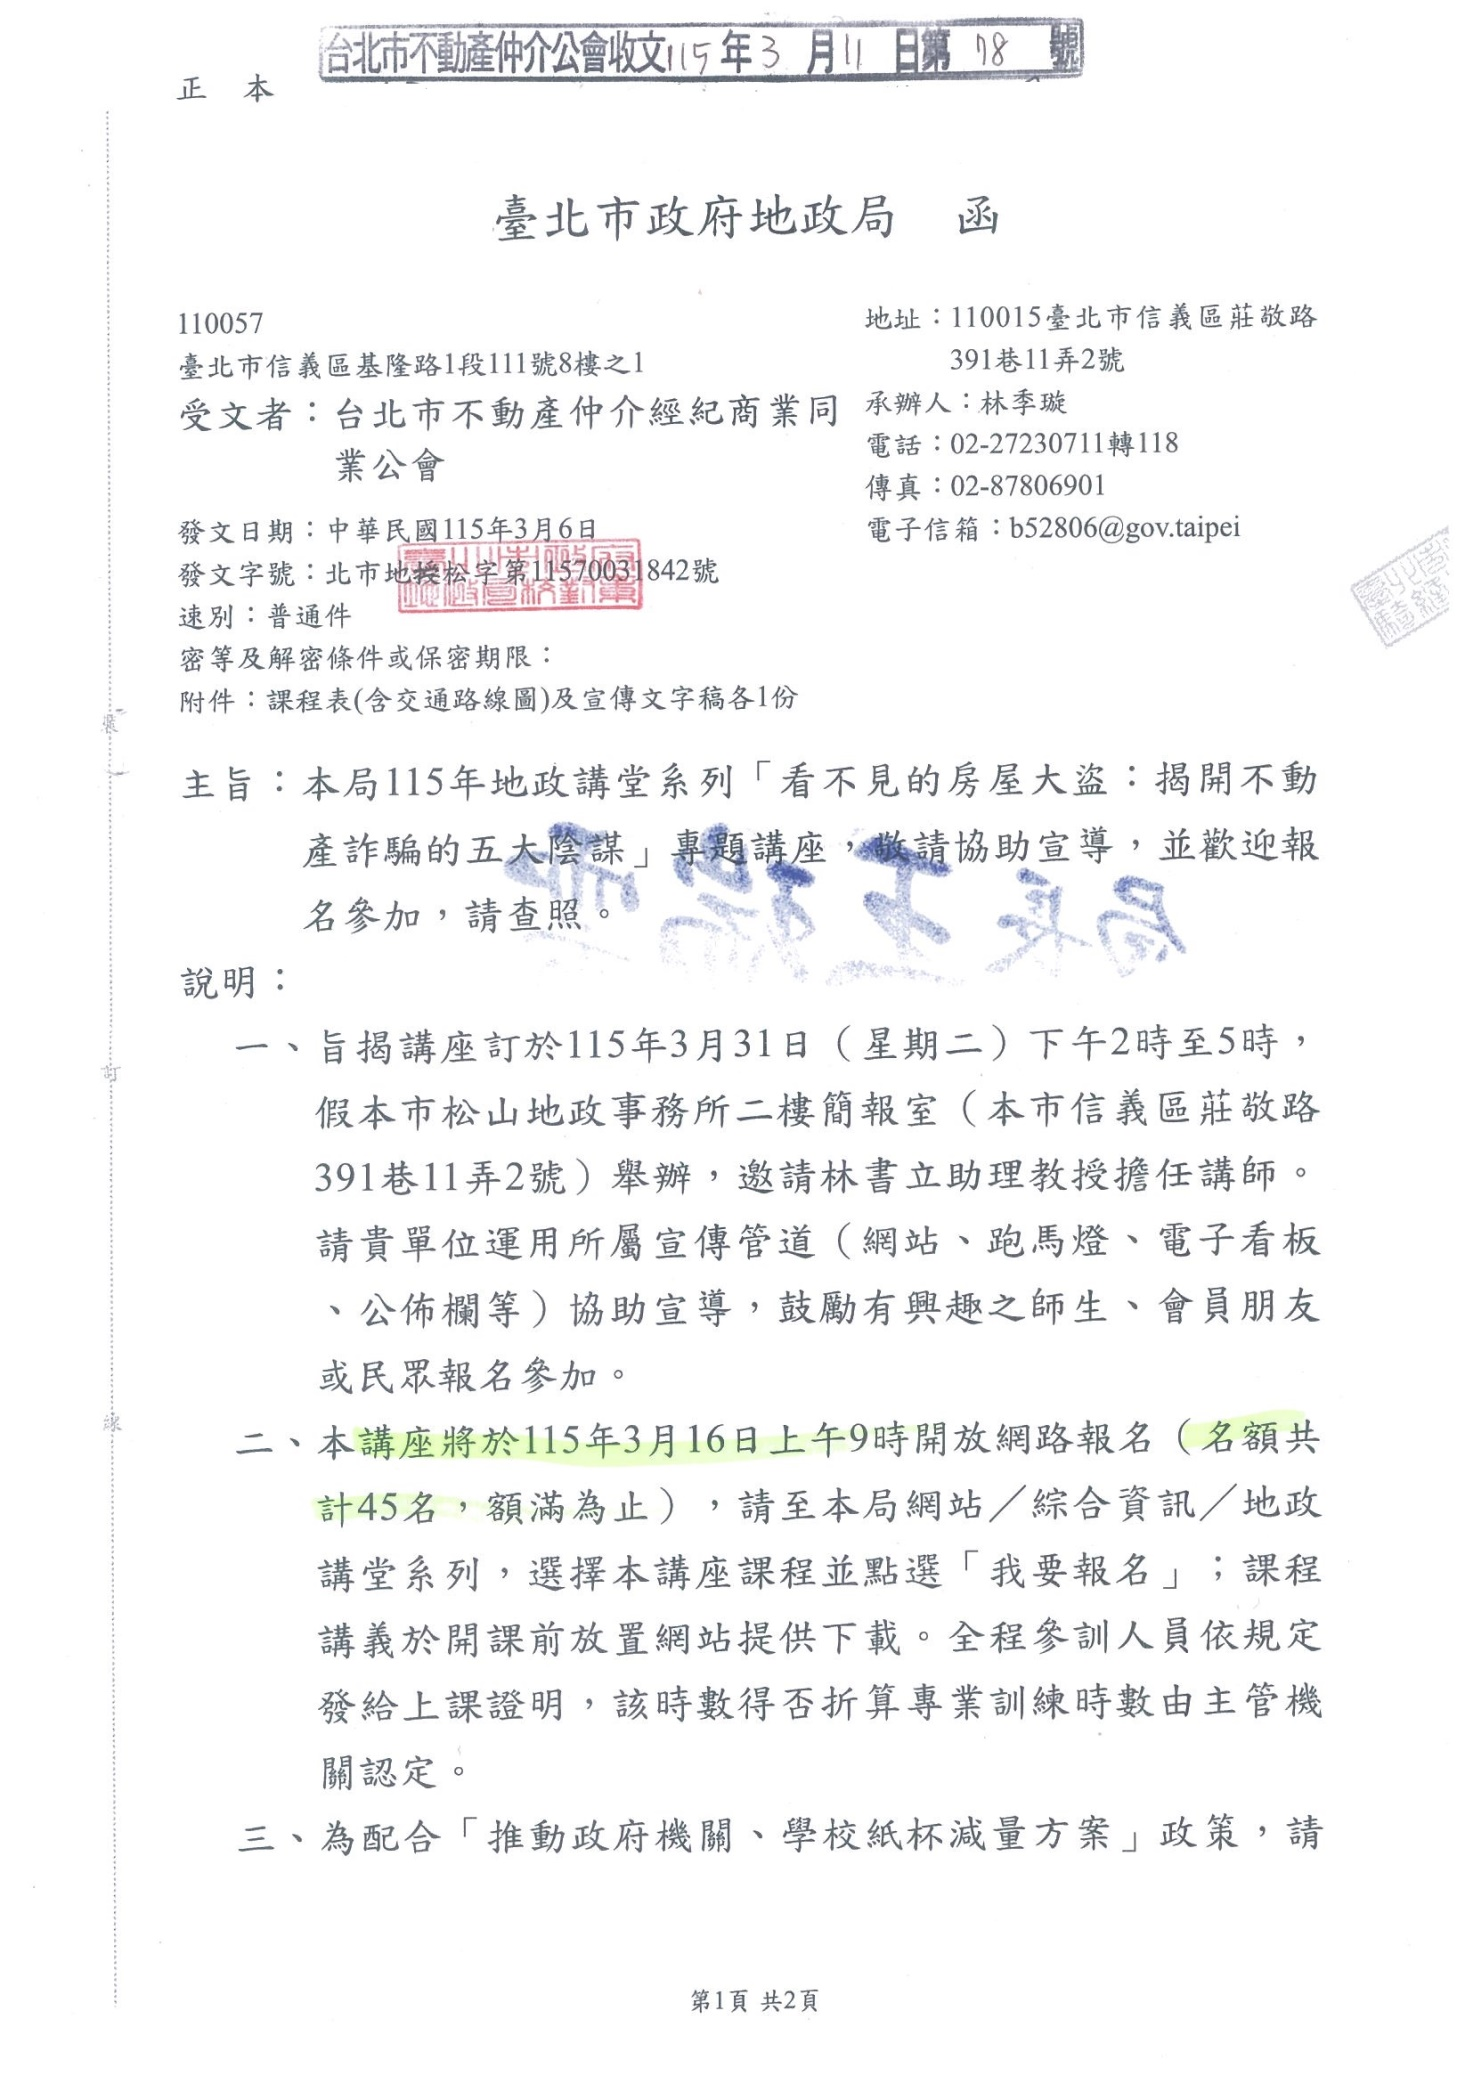 台北市不動產仲介公會收文115年3月11日第78號
正 本
臺北市政府地政局 函
110057
臺北市信義區基隆路1段111號8樓之1
受文者：台北市不動產仲介經紀商業同
業公會
地址：110015臺北市信義區莊敬路
391巷11弄2號
承辦人：林季璇
電話：02-27230711轉118
傳真：02-87806901
電子信箱：b52806@gov.taipei
發文日期：中華民國115年3月6日
發文字號：北市地授松字第11570031842號
速別：普通件
密等及解密條件或保密期限：
附件：課程表(含交通路線圖)及宣傳文字稿各1份
主旨：本局115年地政講堂系列「看不見的房屋大盜：揭開不動
產詐騙的五大陰謀」專題講座，敬請協助宣導，並歡迎報
名參加，請查照。
說明：
一、旨揭講座訂於115年3月31日（星期二）下午2時至5時，
假本市松山地政事務所二樓簡報室（本市信義區莊敬路
391巷11弄2號）舉辦，邀請林書立助理教授擔任講師。
請貴單位運用所屬宣傳管道（網站、跑馬燈、電子看板
、公佈欄等）協助宣導，鼓勵有興趣之師生、會員朋友
或民眾報名參加。
二、本講座將於115年3月16日上午9時開放網路報名（名額共
計45名，額滿為止），請至本局網站／綜合資訊／地政
講堂系列，選擇本講座課程並點選「我要報名」；課程
講義於開課前放置網站提供下載。全程參訓人員依規定
發給上課證明，該時數得否折算專業訓練時數由主管機
關認定。
三、為配合「推動政府機關、學校紙杯減量方案」政策，請
裝
訂
線
第1頁 共2頁